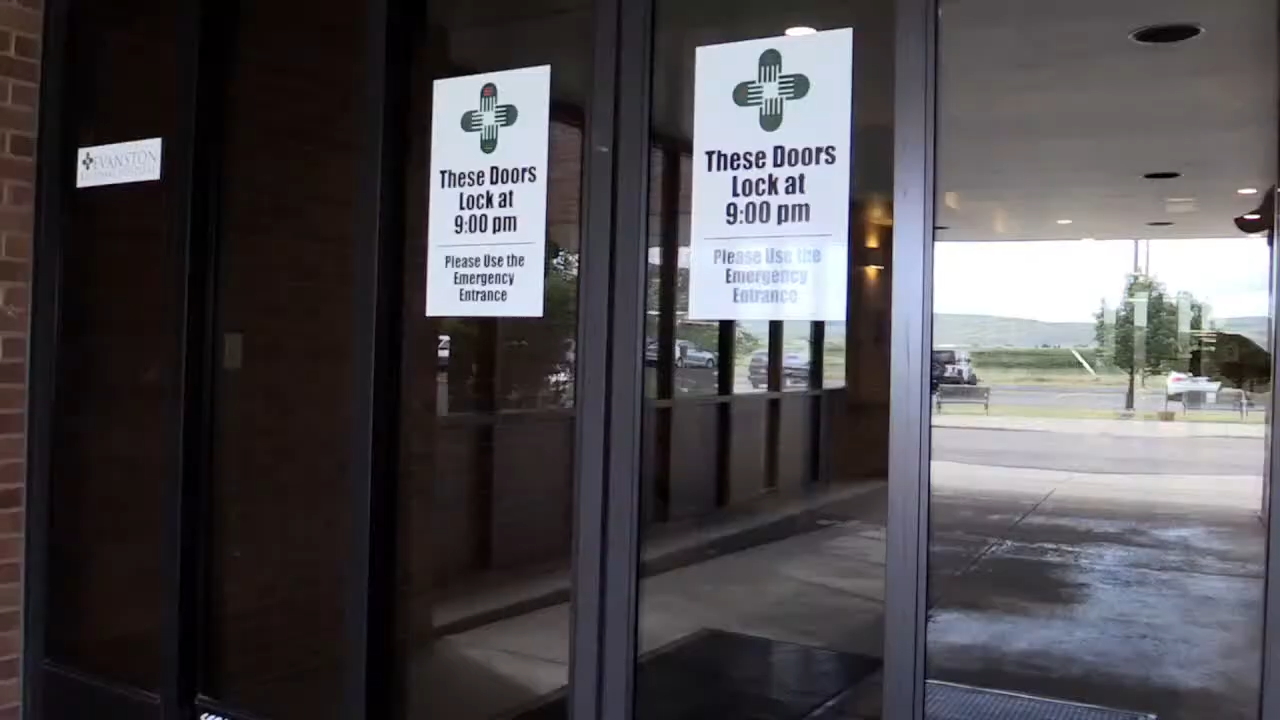 EVANSTON
These Doors
Lock at
9:00 pm
Please Use the
Emergency
Entrance
These Doors
Lock at
9:00 pm
Please Use the
Emergency
Entrance